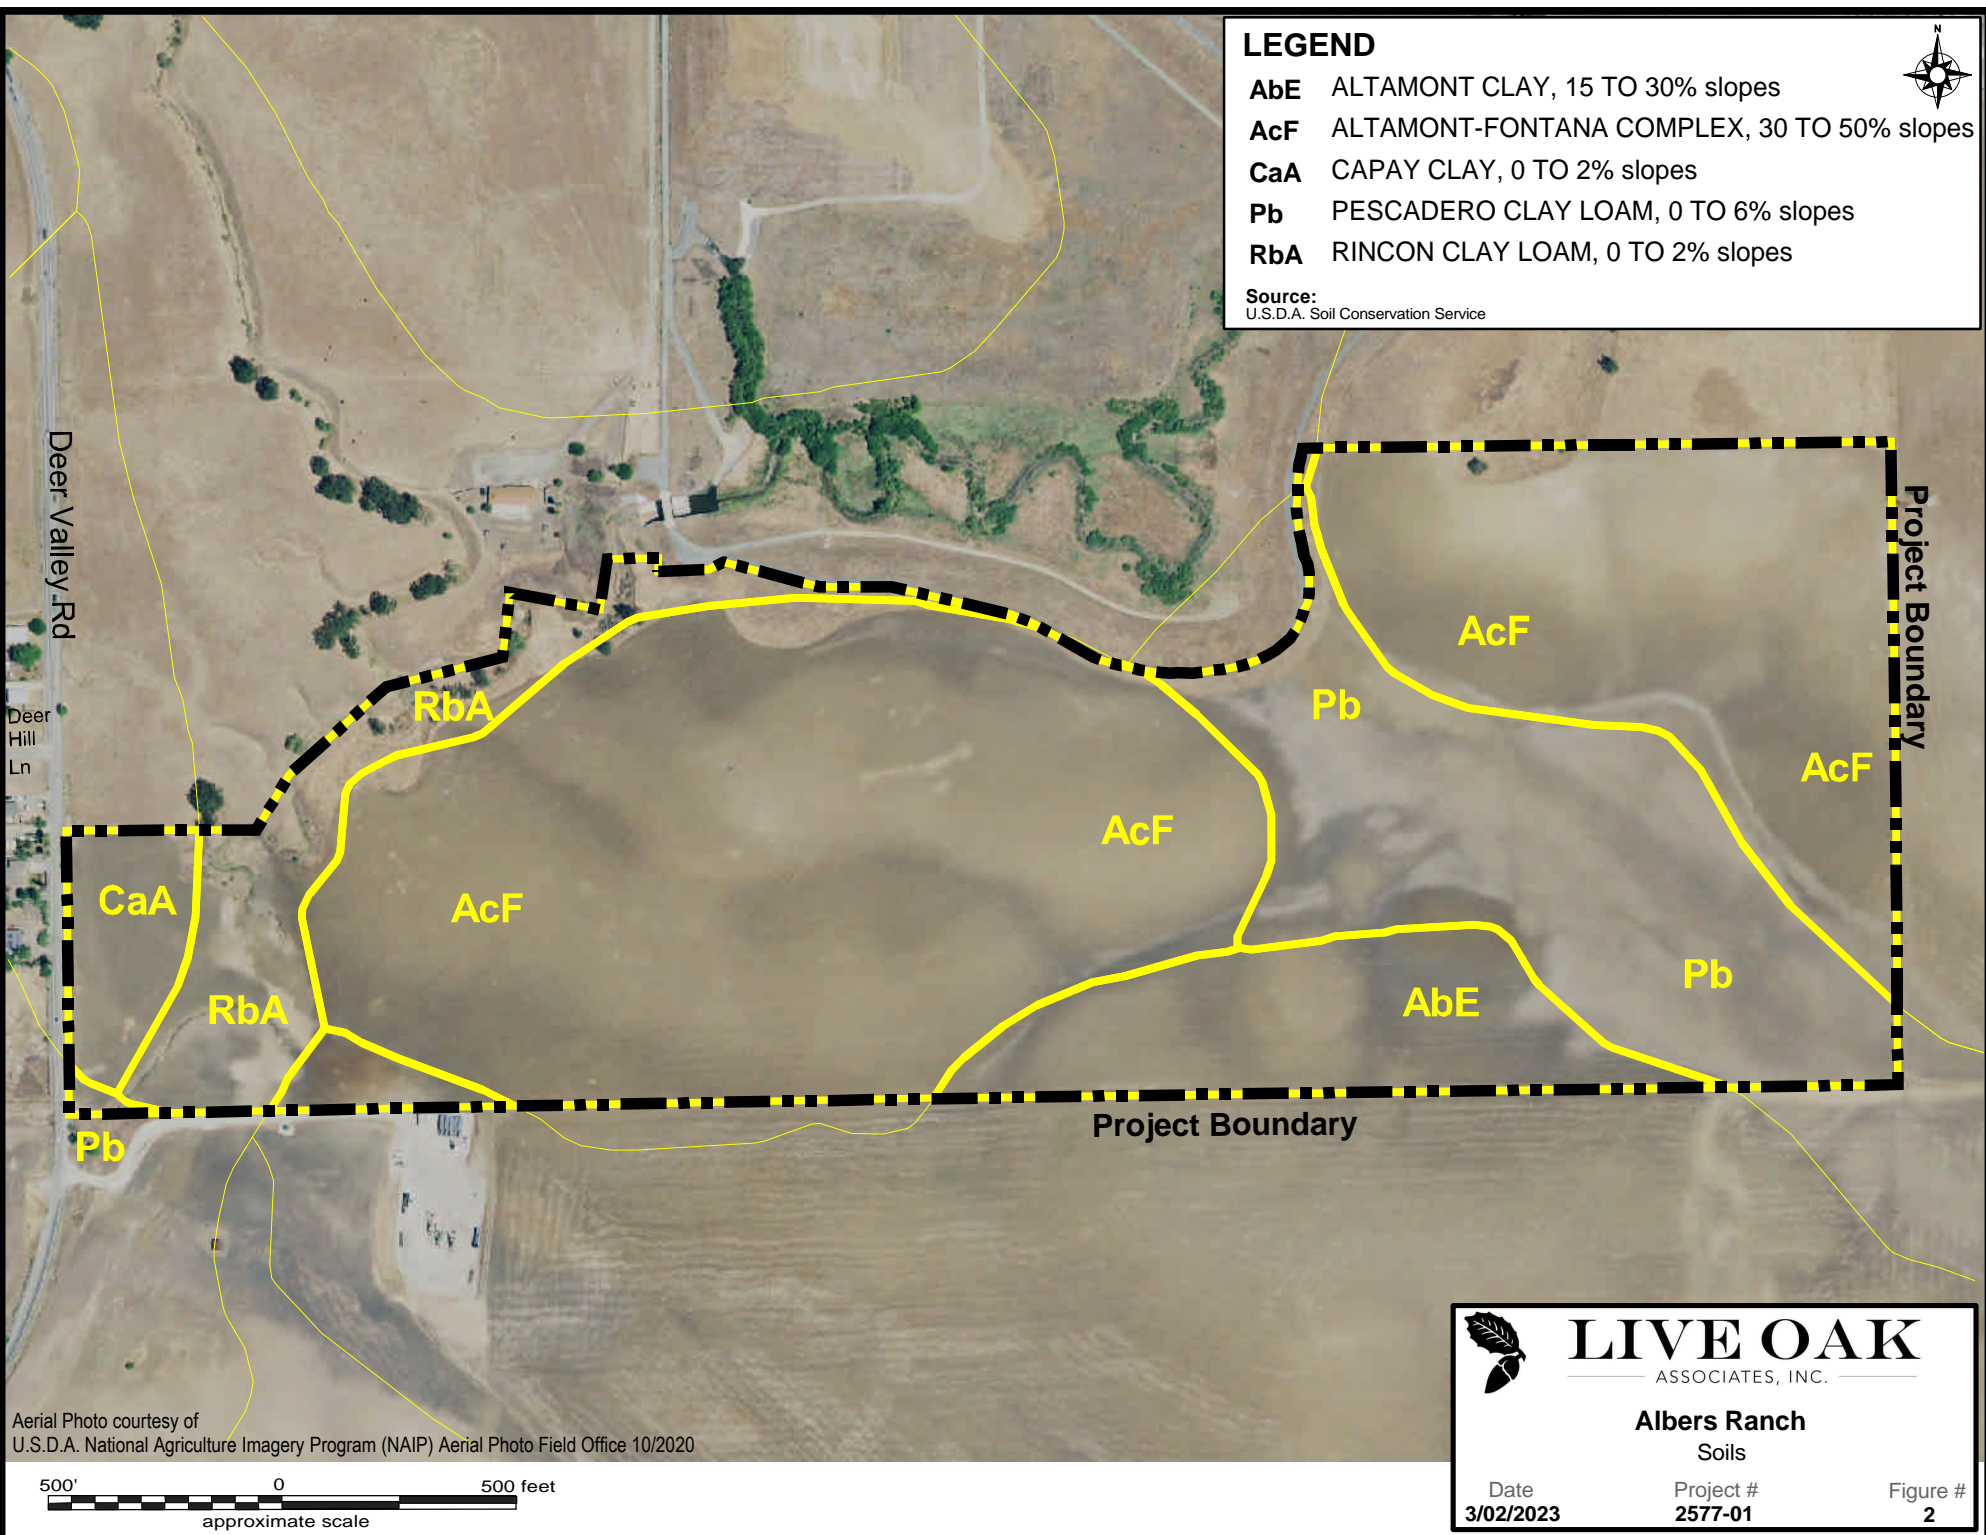 LEGEND
N
AbE ALTAMONT CLAY, 15 TO 30% slopes
AcF ALTAMONT-FONTANA COMPLEX, 30 TO 50% slopes
CaA CAPAY CLAY, 0 TO 2% slopes
Pb PESCADERO CLAY LOAM, 0 TO 6% slopes
RbA RINCON CLAY LOAM, 0 TO 2% slopes
Source:
U.S.D.A. Soil Conservation Service
Deer Valley Rd
Project Boundary
AcF
RbA
Pb
Deer
Hill
Ln
AcF
AcF
CaA
AcF
Pb
RbA
AbE
Project Boundary
Pb
LIVE OAK
ASSOCIATES, INC.
Albers Ranch
Soils
Date Project # Figure #
3/02/2023 2577-01 2
Aerial Photo courtesy of
U.S.D.A. National Agriculture Imagery Program (NAIP) Aerial Photo Field Office 10/2020
500' 0 500 feet
approximate scale